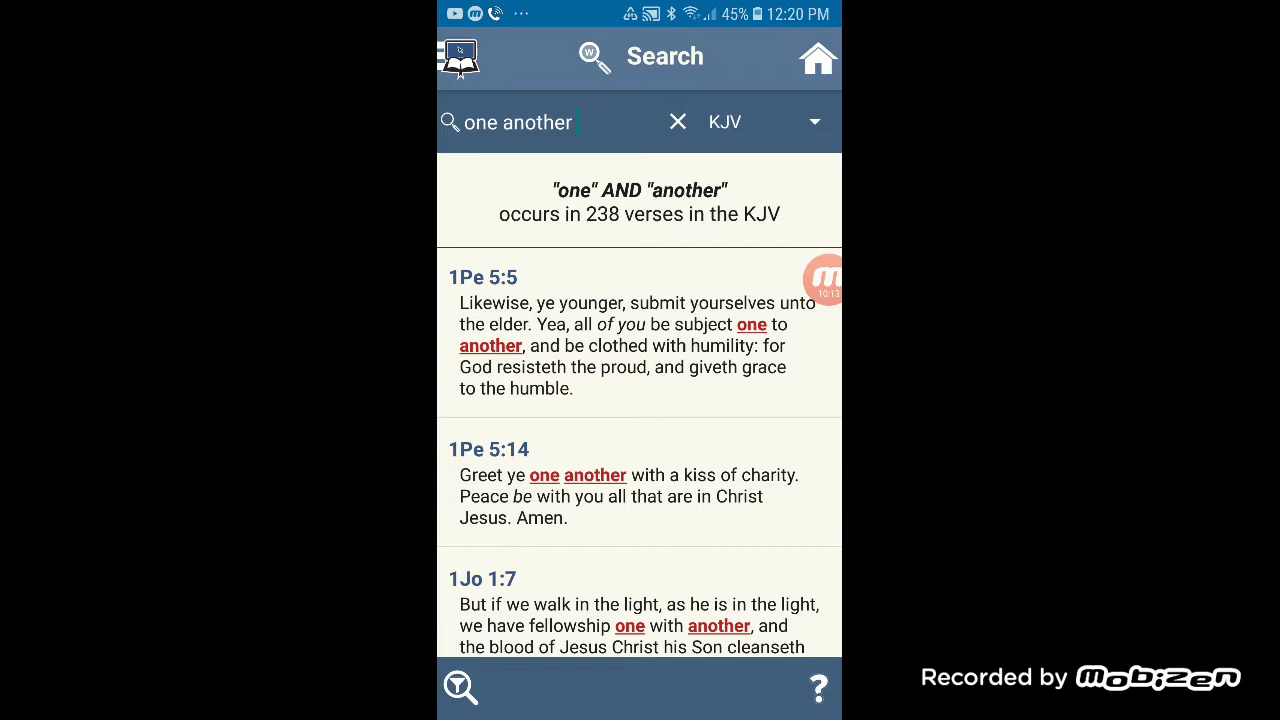 45% 12:20 PM
W Search
one another KJV
"one" AND "another"
occurs in 238 verses in the KJV
1Pe 5:5
Likewise, ye younger, submit yourselves unto
the elder. Yea, all of you be subject one to
another, and be clothed with humility: for
God resisteth the proud, and giveth grace
to the humble.
10:13
1Pe 5:14
Greet ye one another with a kiss of charity.
Peace be with you all that are in Christ
Jesus. Amen.
1Jo 1:7
But if we walk in the light, as he is in the light,
we have fellowship one with another, and
the blood of Jesus Christ his Son cleanseth
?
Recorded by mobizen